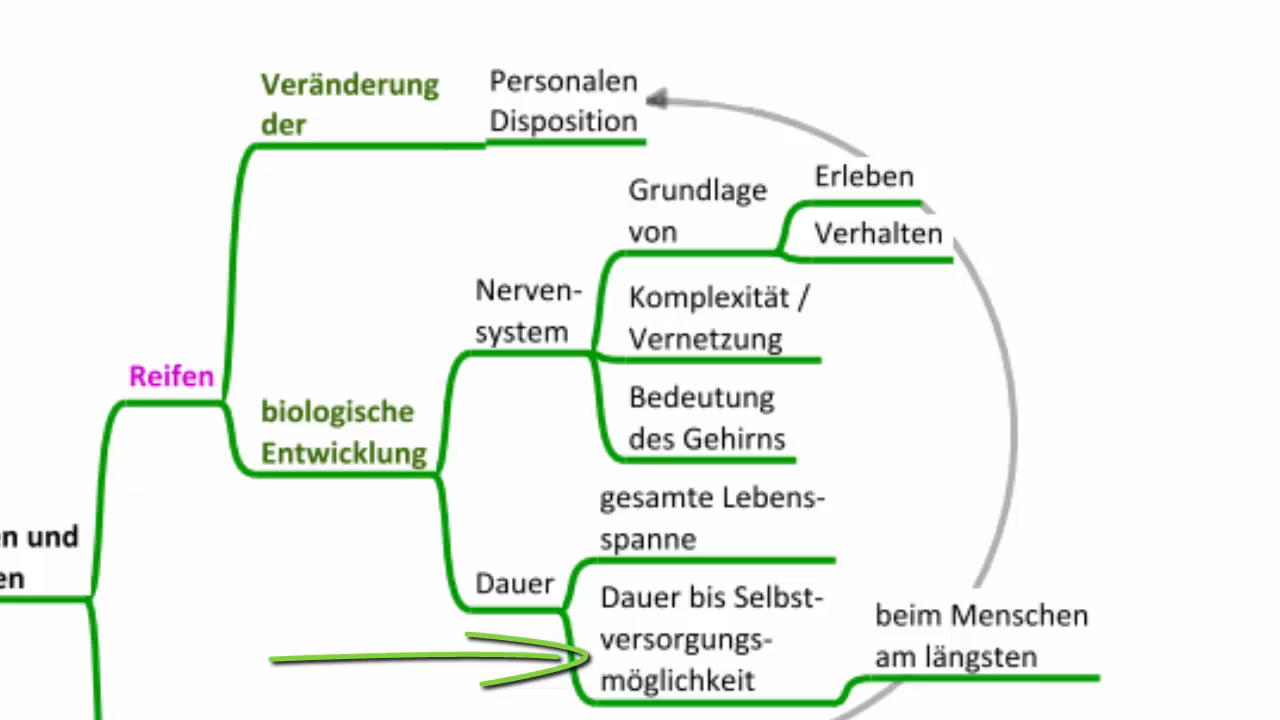 Veränderung
der
Personalen
Disposition
Reifen
biologische
Entwicklung
Nerven-
system
Grundlage
von
Erleben
Verhalten
Komplexität /
Vernetzung
Bedeutung
des Gehirns
Dauer
gesamte Lebens-
spanne
Dauer bis Selbst-
versorgungs-
möglichkeit
beim Menschen
am längsten
und